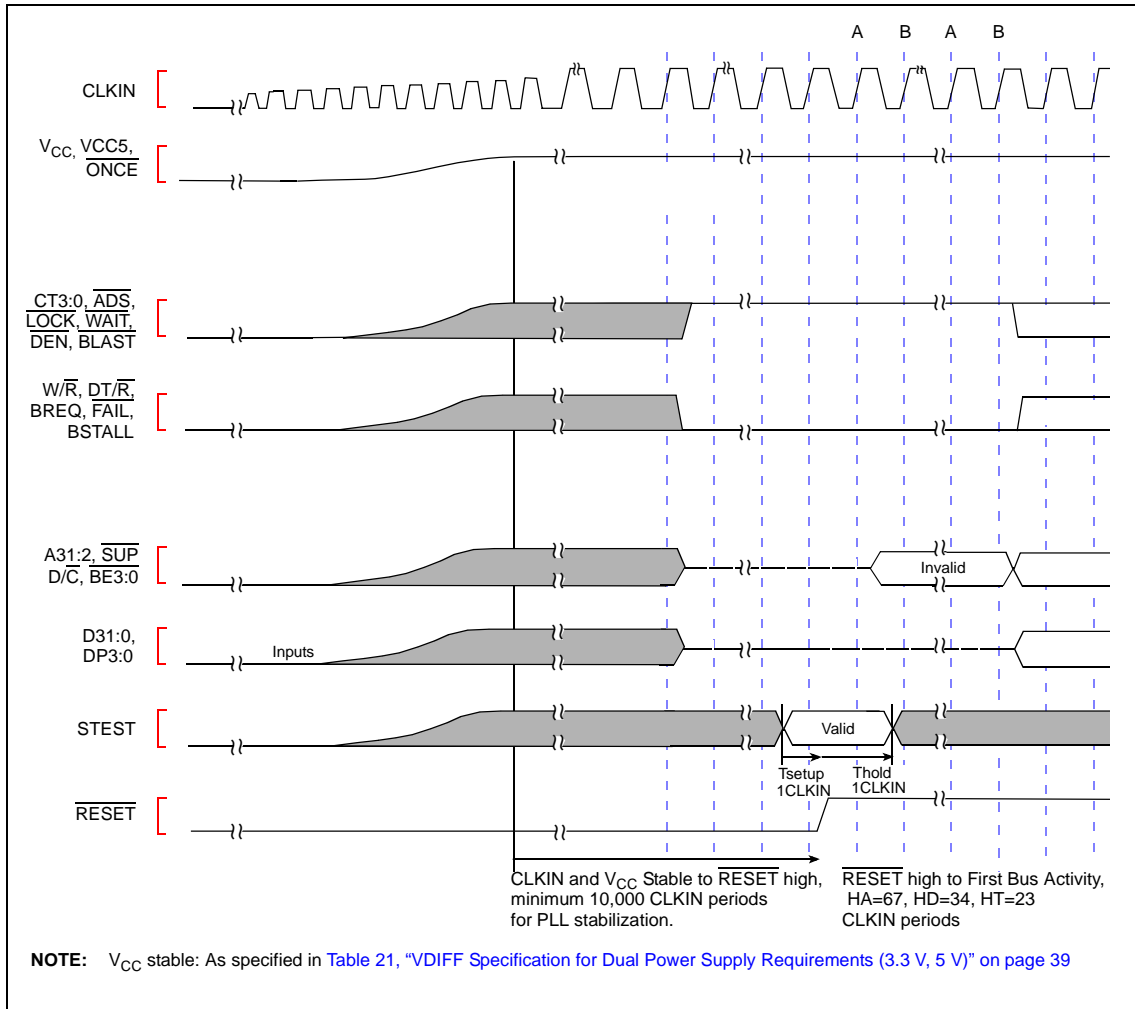 A B A B
CLKIN
VCC, VCC5,
ONCE
CT3:0, ADS,
LOCK, WAIT,
DEN, BLAST
W/R, DT/R,
BREQ, FAIL,
BSTALL
A31:2, SUP
D/C, BE3:0
Invalid
D31:0,
DP3:0
Inputs
STEST
Valid
Tsetup
1CLKIN
Thold
1CLKIN
RESET
CLKIN and VCC Stable to RESET high,
minimum 10,000 CLKIN periods
for PLL stabilization.
RESET high to First Bus Activity,
HA=67, HD=34, HT=23
CLKIN periods
NOTE: VCC stable: As specified in Table 21, “VDIFF Specification for Dual Power Supply Requirements (3.3 V, 5 V)” on page 39